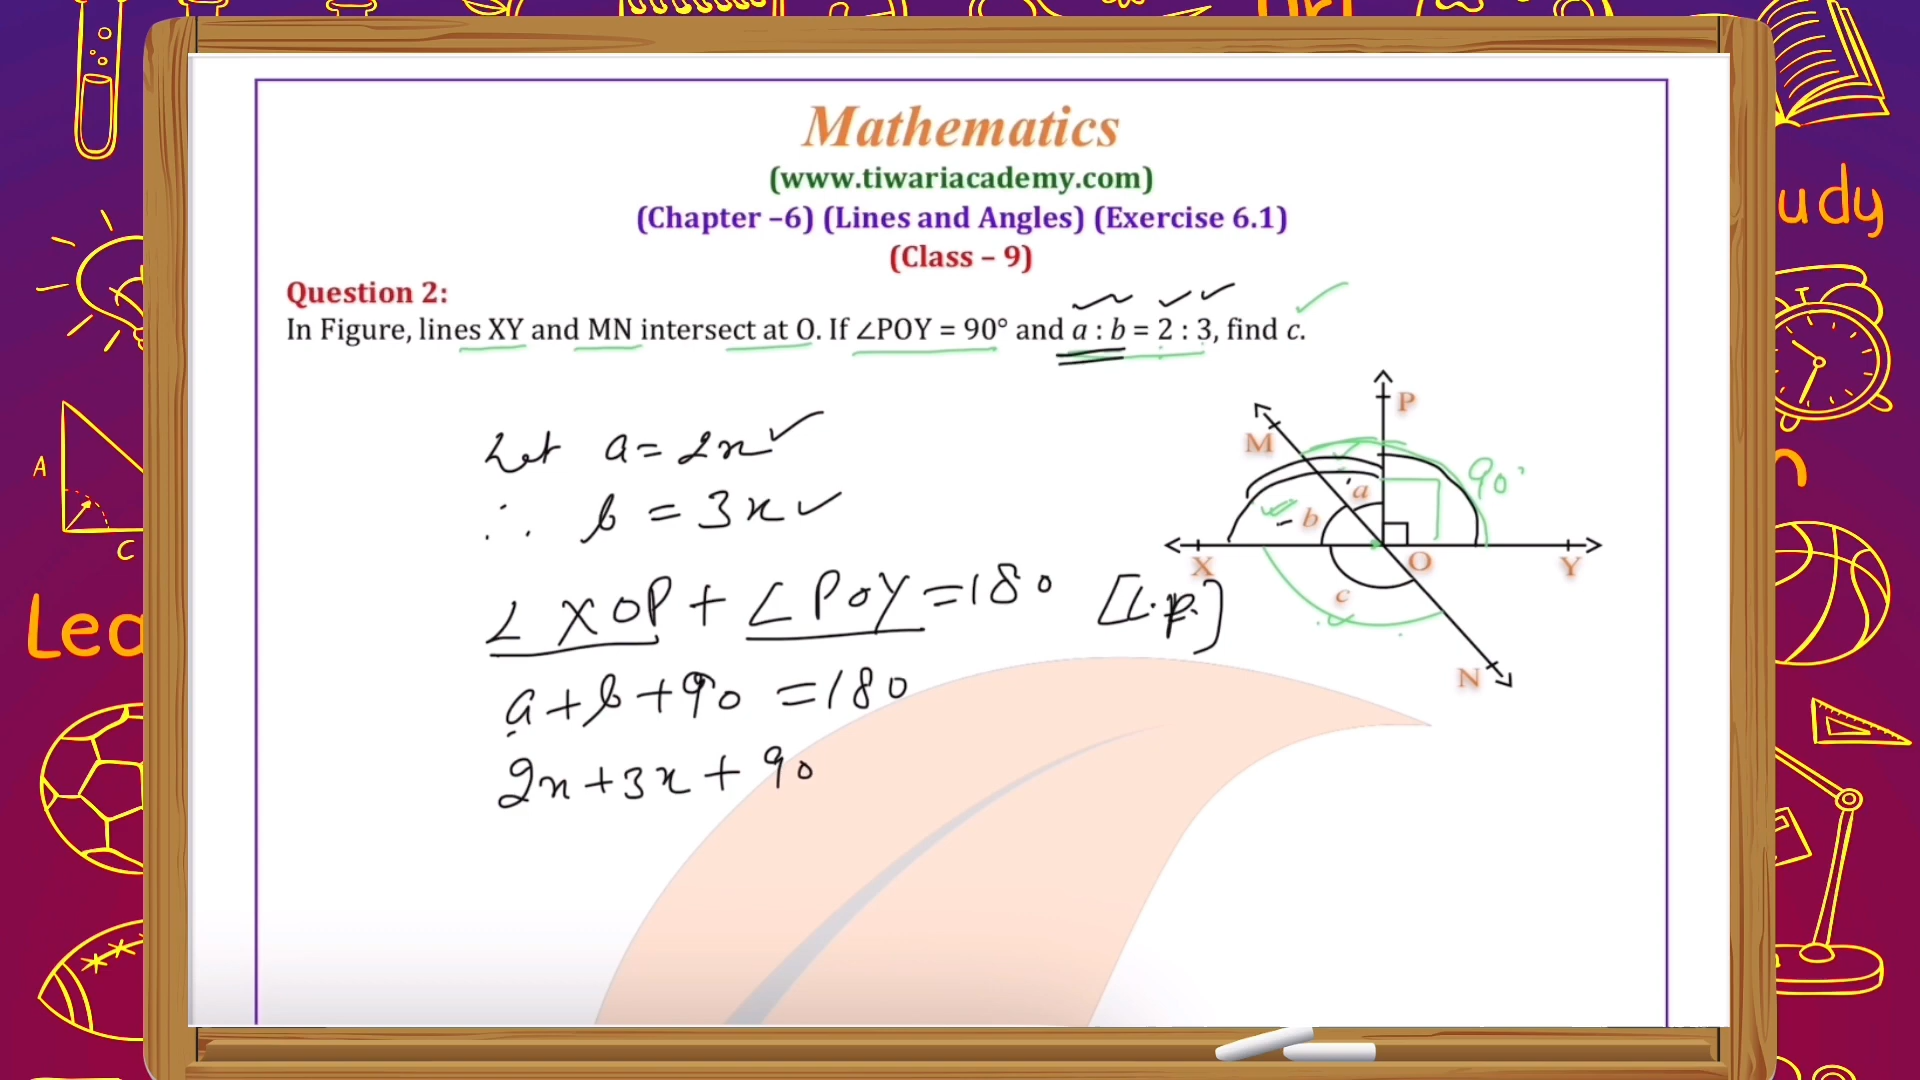 Mathematics
(www.tiwariacademy.com)
(Chapter –6) (Lines and Angles) (Exercise 6.1)
(Class – 9)
Question 2:
In Figure, lines XY and MN intersect at O. If ∠POY = 90° and a : b = 2 : 3, find c.
Let a = 2x
∴ b = 3x
∠XOP + ∠POY = 180 [L.P.]
a + b + 90 = 180
2x + 3x + 90
P
M
90°
a
b
X
O
Y
c
N
udy
A
C
Lea
n